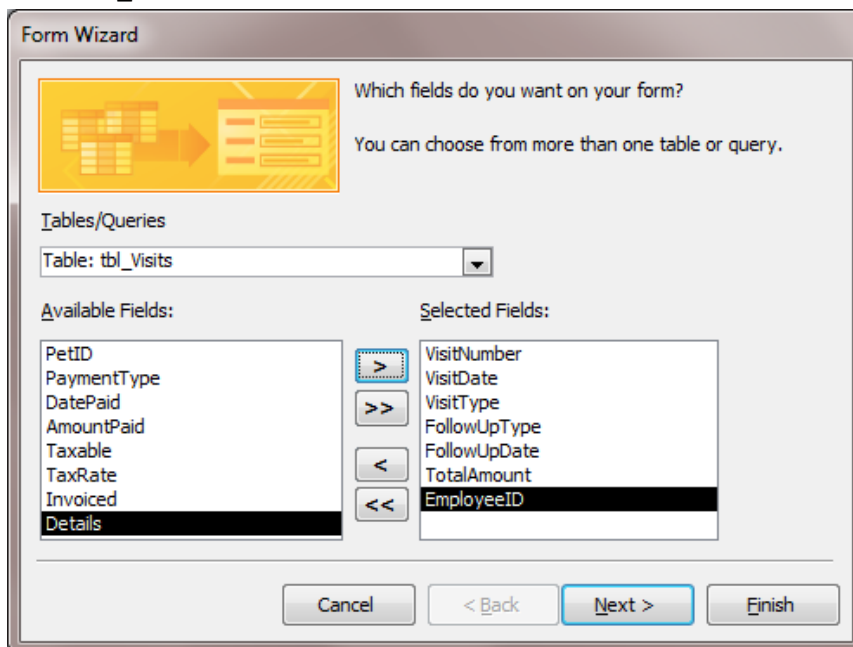 Form Wizard
Which fields do you want on your form?
You can choose from more than one table or query.
Tables/Queries
Table: tbl_Visits
Available Fields:
Selected Fields:
PetID
PaymentType
DatePaid
AmountPaid
Taxable
TaxRate
Invoiced
Details
>
>>
<
<<
VisitNumber
VisitDate
VisitType
FollowUpType
FollowUpDate
TotalAmount
EmployeeID
Cancel
< Back
Next >
Finish